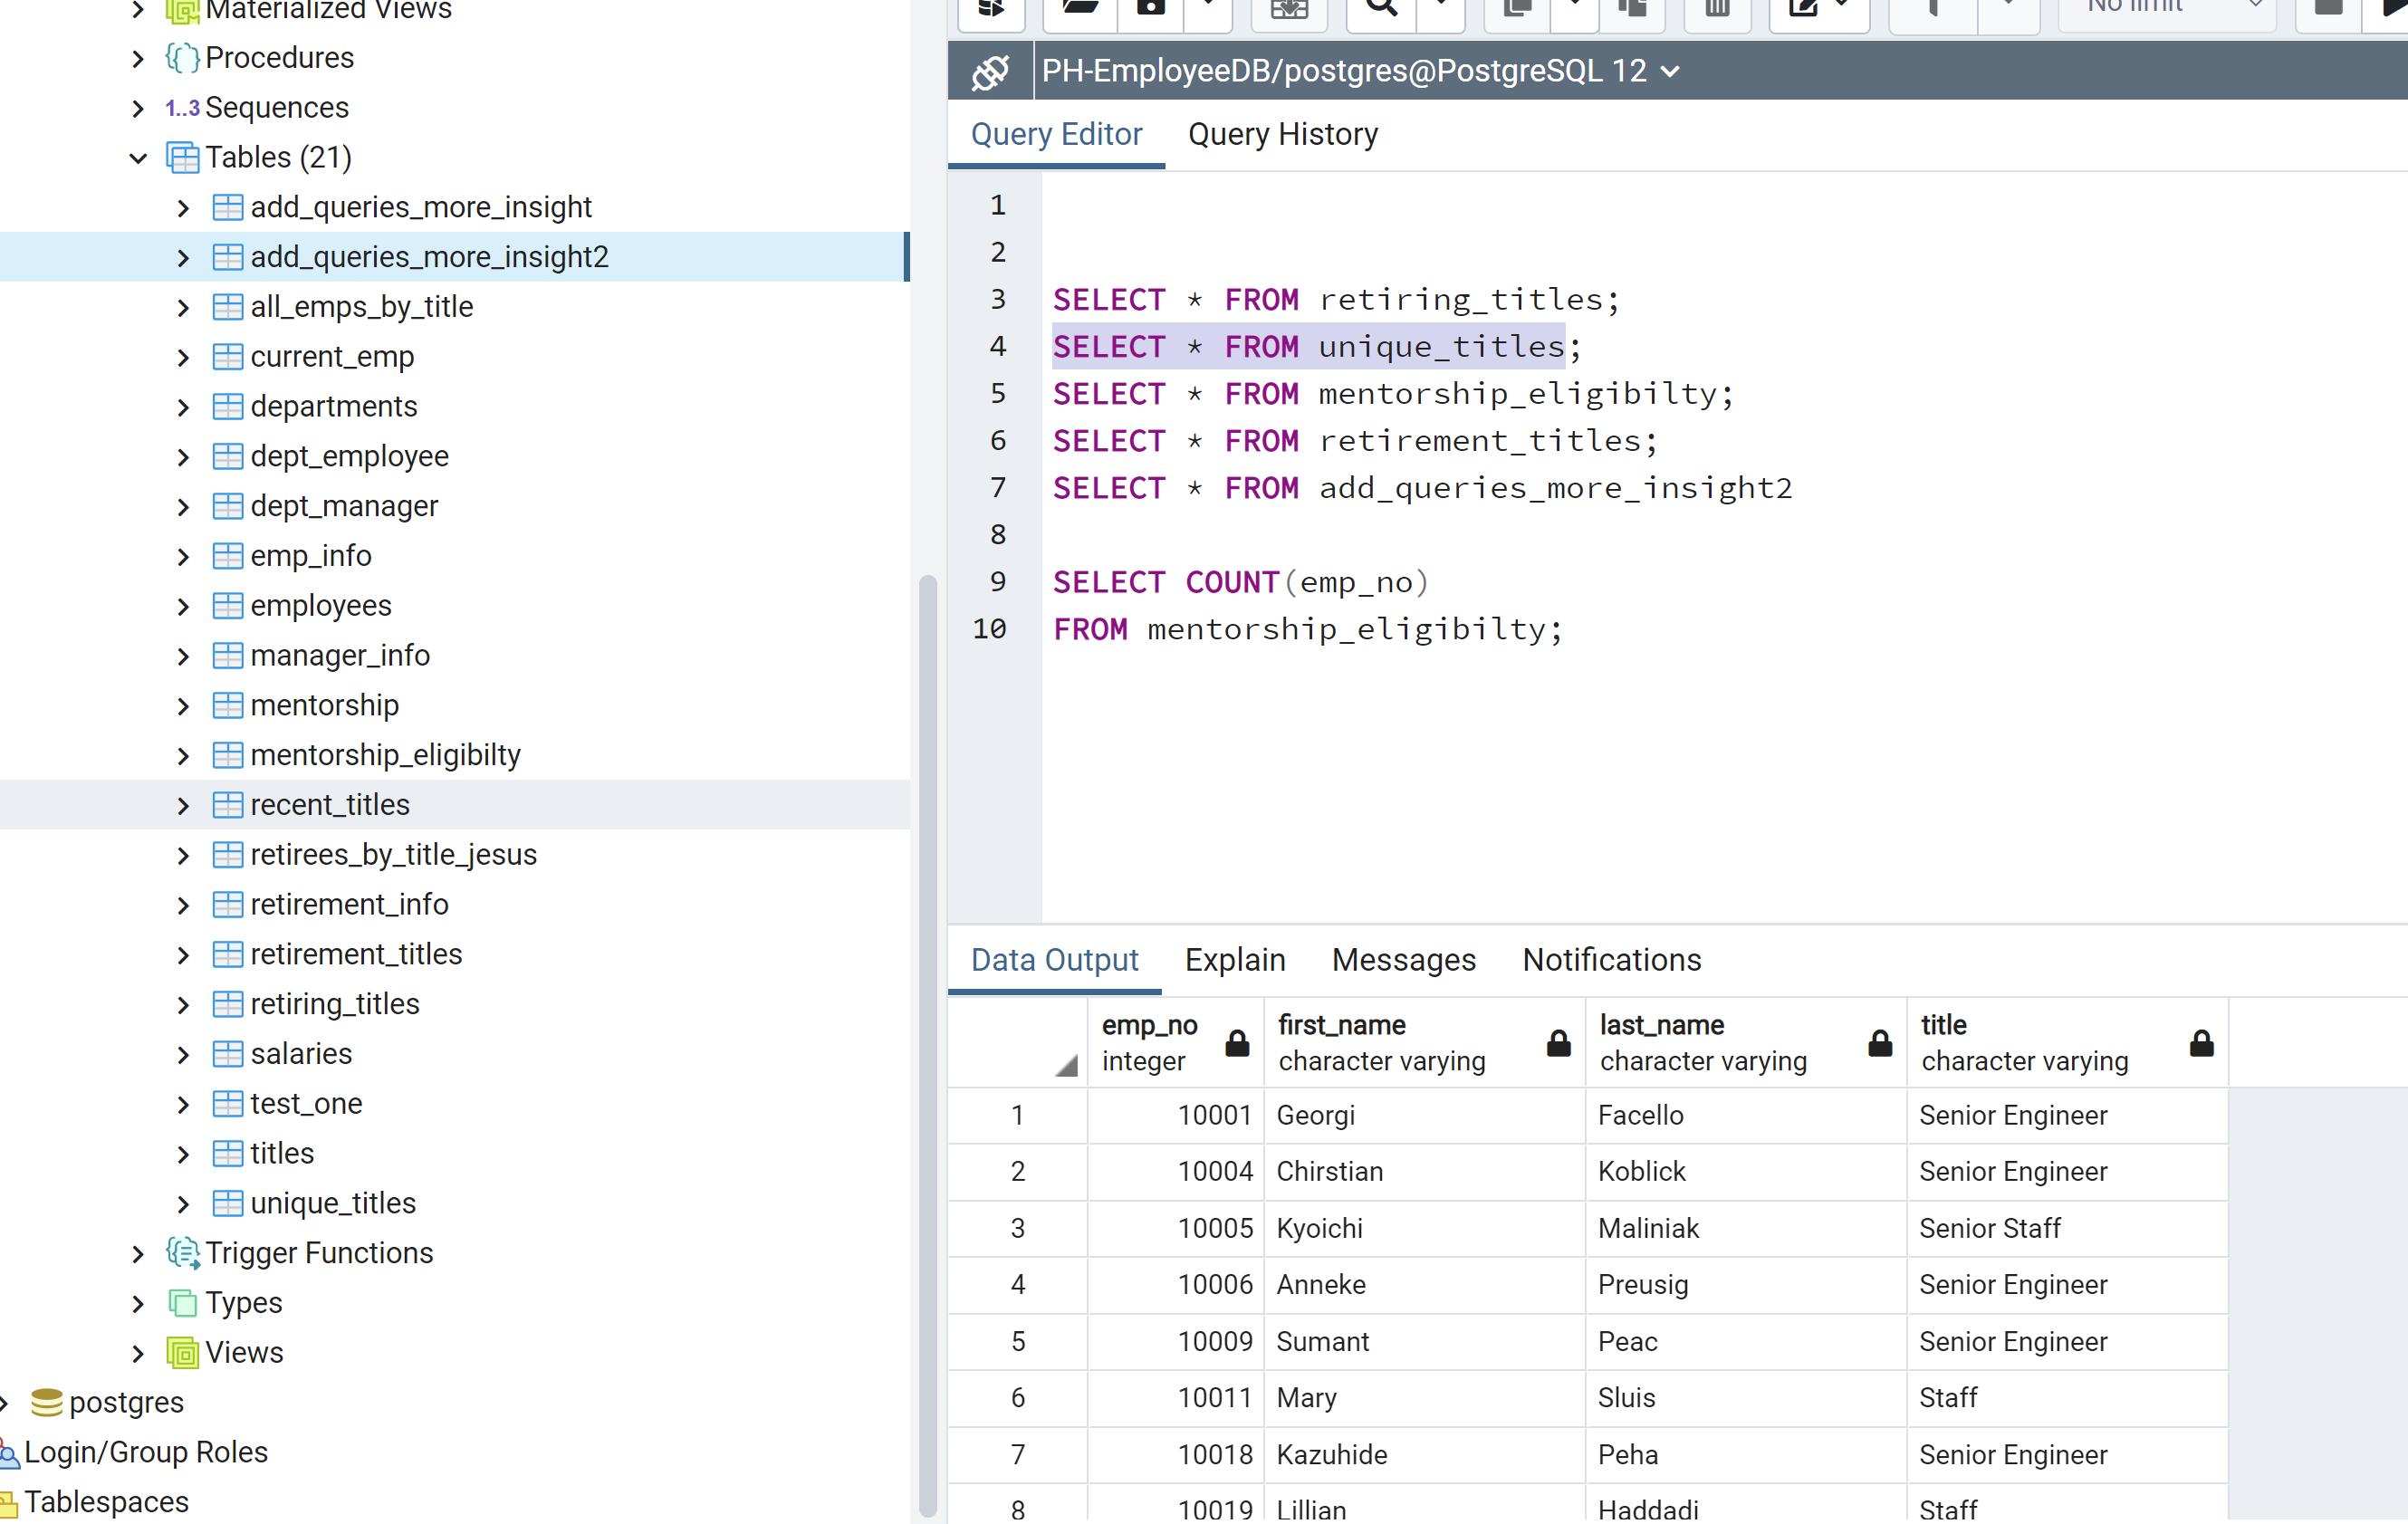 Materialized Views
Procedures
1..3 Sequences
Tables (21)
add_queries_more_insight
add_queries_more_insight2
all_emps_by_title
current_emp
departments
dept_employee
dept_manager
emp_info
employees
manager_info
mentorship
mentorship_eligibilty
recent_titles
retirees_by_title_jesus
retirement_info
retirement_titles
retiring_titles
salaries
test_one
titles
unique_titles
Trigger Functions
Types
Views
postgres
Login/Group Roles
Tablespaces
No limit
PH-EmployeeDB/postgres@PostgreSQL 12
Query Editor Query History
1
2
3 SELECT * FROM retiring_titles;
4 SELECT * FROM unique_titles;
5 SELECT * FROM mentorship_eligibilty;
6 SELECT * FROM retirement_titles;
7 SELECT * FROM add_queries_more_insight2
8
9 SELECT COUNT(emp_no)
10 FROM mentorship_eligibilty;
Data Output Explain Messages Notifications
emp_no first_name last_name title
integer character varying character varying character varying
1 10001 Georgi Facello Senior Engineer
2 10004 Chirstian Koblick Senior Engineer
3 10005 Kyoichi Maliniak Senior Staff
4 10006 Anneke Preusig Senior Engineer
5 10009 Sumant Peac Senior Engineer
6 10011 Mary Sluis Staff
7 10018 Kazuhide Peha Senior Engineer
8 10019 Lillian Haddadi Staff